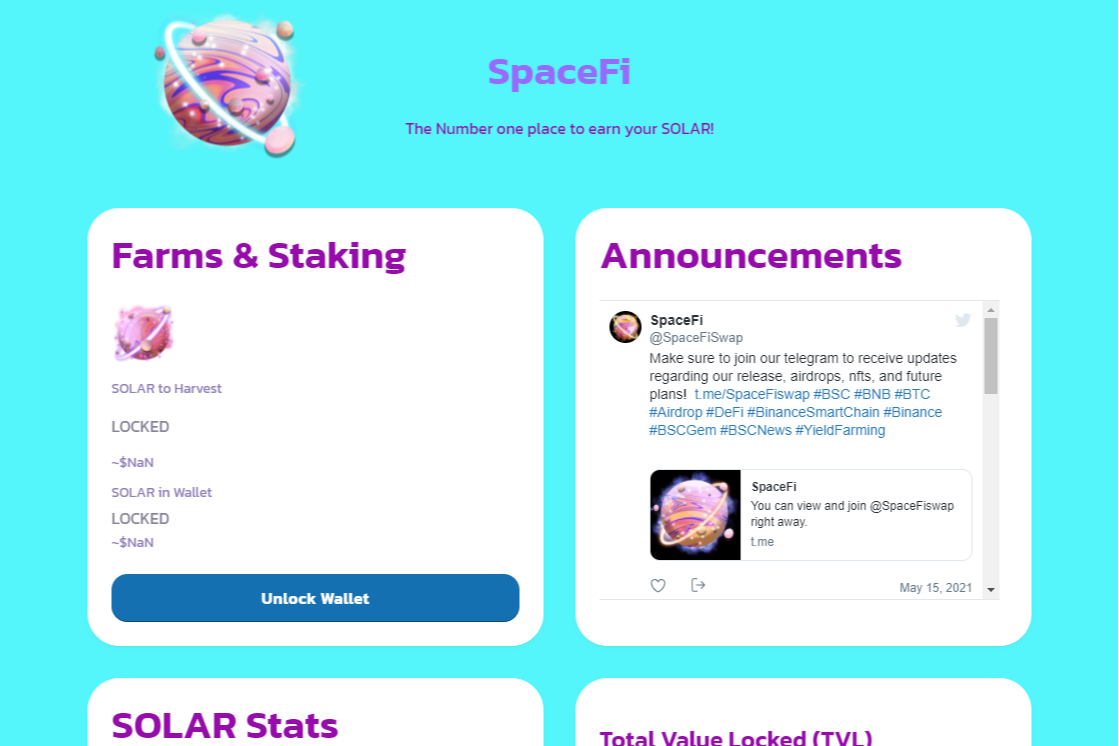 SpaceFi
The Number one place to earn your SOLAR!
Farms & Staking
SOLAR to Harvest
LOCKED
~$NaN
SOLAR in Wallet
LOCKED
~$NaN
Unlock Wallet
Announcements
SpaceFi
@SpaceFiSwap
Make sure to join our telegram to receive updates
regarding our release, airdrops, nfts, and future
plans! t.me/SpaceFiswap #BSC #BNB #BTC
#Airdrop #DeFi #BinanceSmartChain #Binance
#BSCGem #BSCNews #YieldFarming
SpaceFi
You can view and join @SpaceFiswap
right away.
t.me
May 15, 2021
SOLAR Stats
Total Value Locked (TVL)